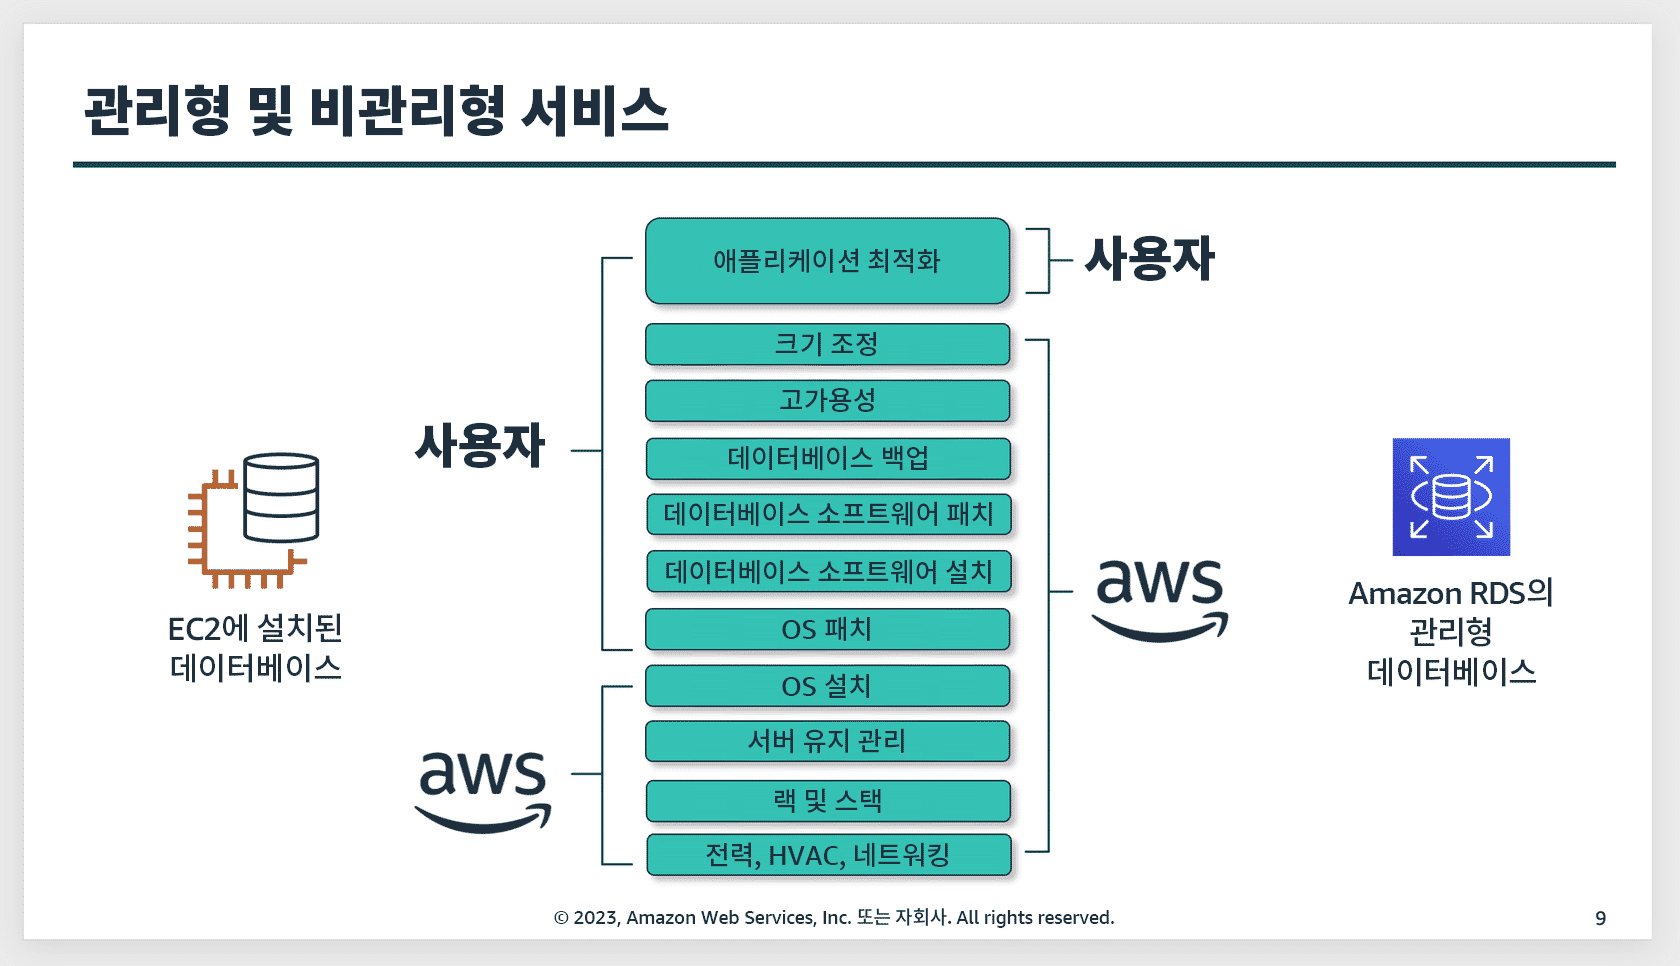 관리형 및 비관리형 서비스
애플리케이션 최적화
사용자
크기 조정
고가용성
사용자
데이터베이스 백업
데이터베이스 소프트웨어 패치
데이터베이스 소프트웨어 설치
aws
Amazon RDS의
관리형
데이터베이스
EC2에 설치된
데이터베이스
OS 패치
OS 설치
서버 유지 관리
aws
랙 및 스택
전력, HVAC, 네트워킹
© 2023, Amazon Web Services, Inc. 또는 자회사. All rights reserved.
9